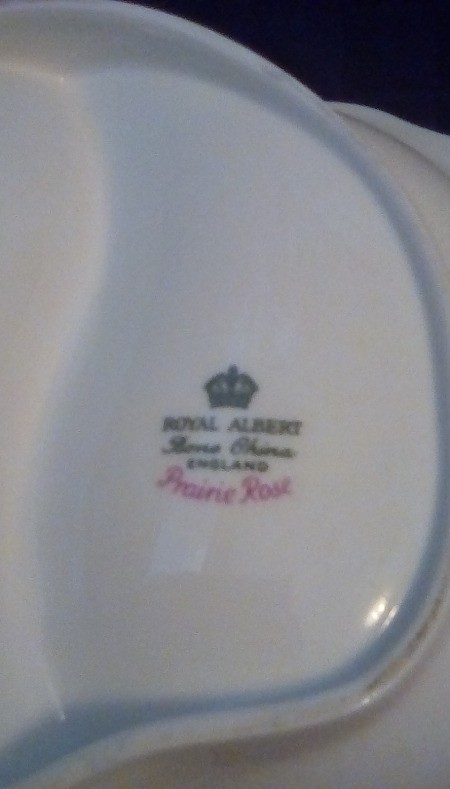 ROYAL ALBERT
Bone China
ENGLAND
Prairie Rose